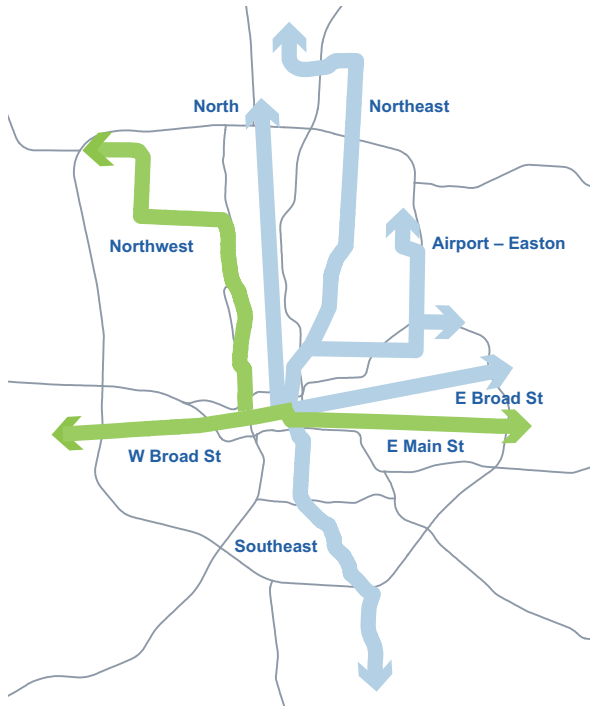 North
Northeast
Northwest
Airport – Easton
E Broad St
E Main St
W Broad St
Southeast